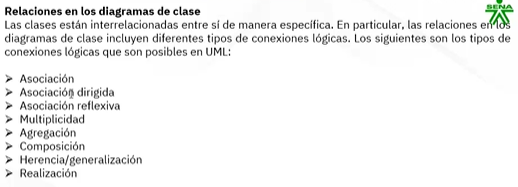 Relaciones en los diagramas de clase
SENA
Las clases están interrelacionadas entre sí de manera específica. En particular, las relaciones en los
diagramas de clase incluyen diferentes tipos de conexiones lógicas. Los siguientes son los tipos de
conexiones lógicas que son posibles en UML:
➤ Asociación
➤ Asociación dirigida
➤ Asociación reflexiva
➤ Multiplicidad
➤ Agregación
➤ Composición
➤ Herencia/generalización
➤ Realización